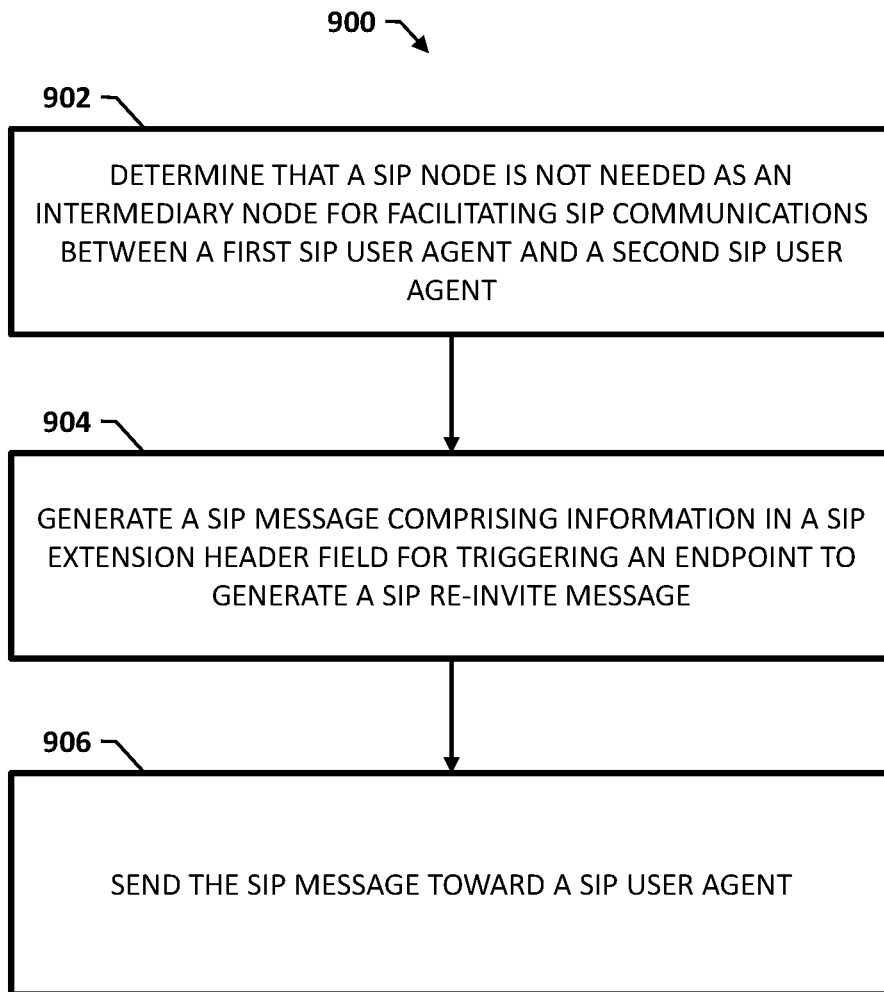 900
902
DETERMINE THAT A SIP NODE IS NOT NEEDED AS AN
INTERMEDIARY NODE FOR FACILITATING SIP COMMUNICATIONS
BETWEEN A FIRST SIP USER AGENT AND A SECOND SIP USER
AGENT
904
GENERATE A SIP MESSAGE COMPRISING INFORMATION IN A SIP
EXTENSION HEADER FIELD FOR TRIGGERING AN ENDPOINT TO
GENERATE A SIP RE-INVITE MESSAGE
906
SEND THE SIP MESSAGE TOWARD A SIP USER AGENT